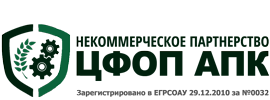 НЕКОММЕРЧЕСКОЕ ПАРТНЕРСТВО
ЦФОП АПК
Зарегистрировано в ЕГРСОАУ 29.12.2010 за №0032